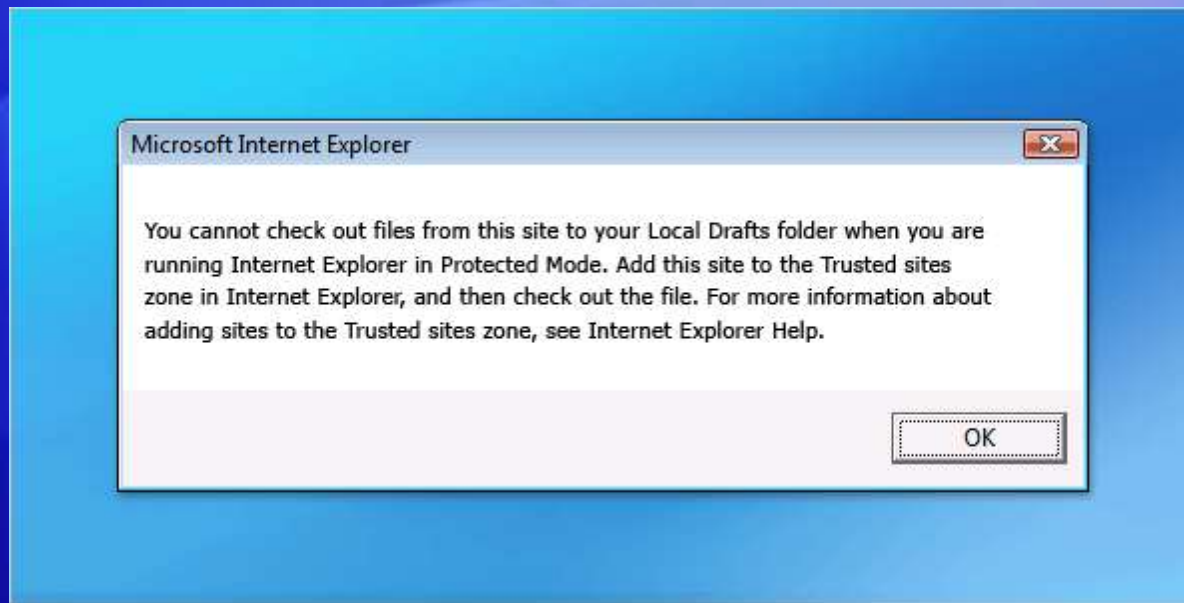 Microsoft Internet Explorer
You cannot check out files from this site to your Local Drafts folder when you are
running Internet Explorer in Protected Mode. Add this site to the Trusted sites
zone in Internet Explorer, and then check out the file. For more information about
adding sites to the Trusted sites zone, see Internet Explorer Help.
OK